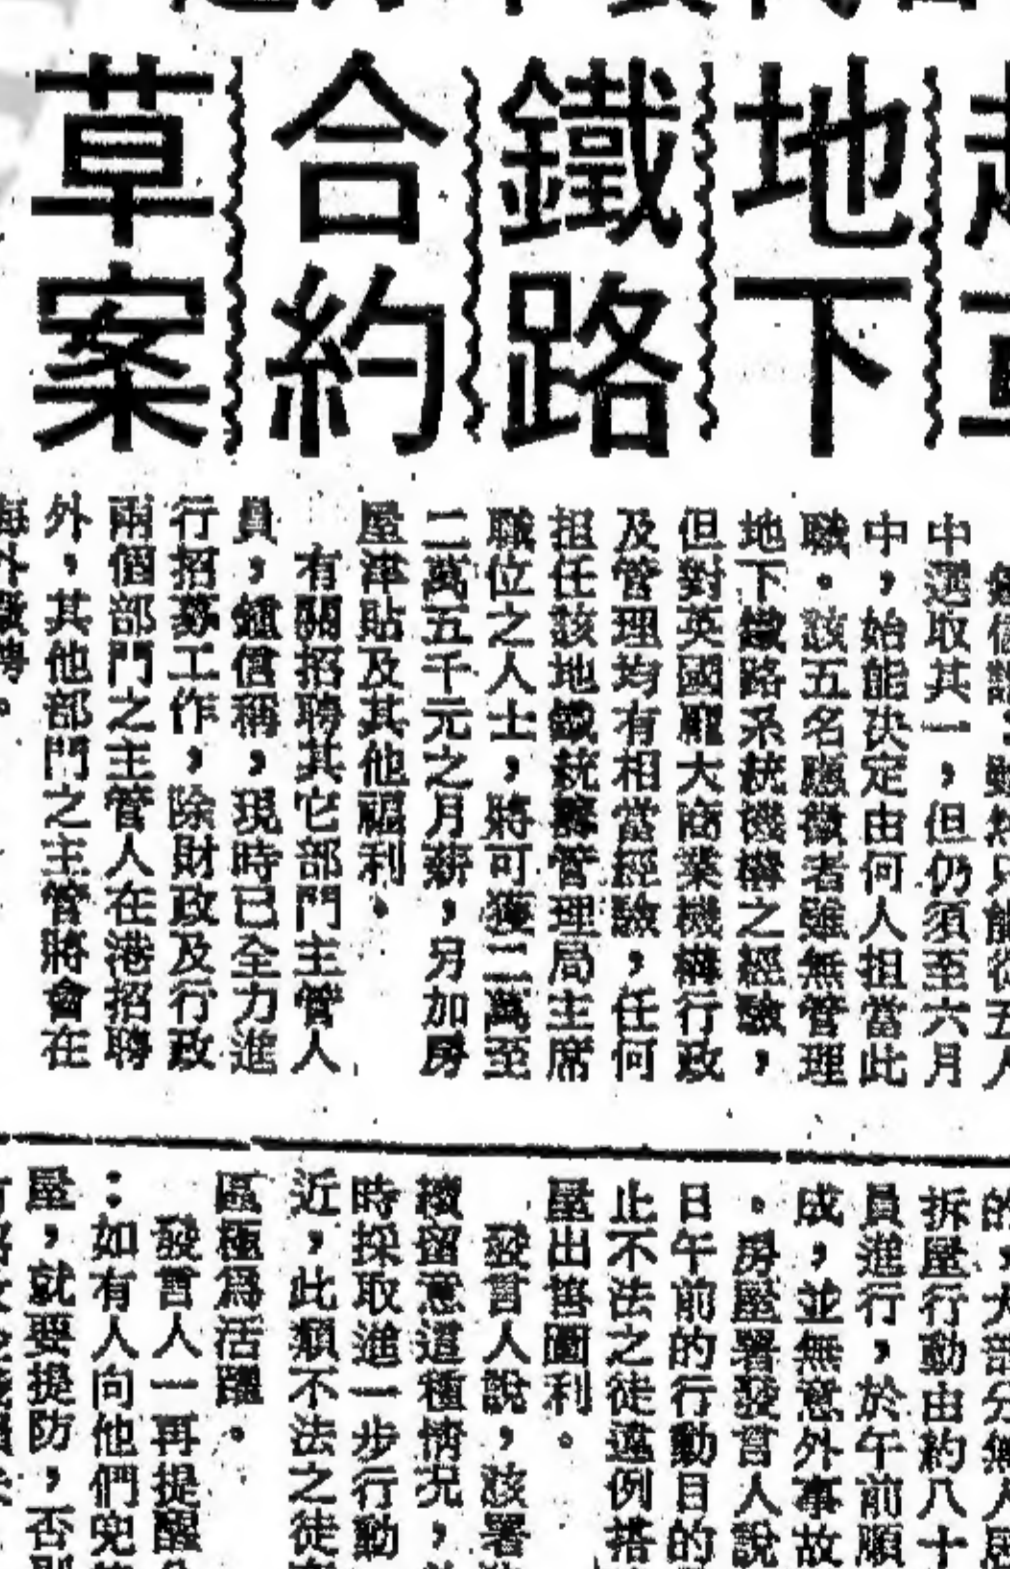 地下
鐵路
合約
草案
中選取其一，但仍須至六月
中，始能決定由何人担當此
職。該五名應徵者雖無管理
地下鐵路系統機構之經驗，
但對英國龐大商業機構行政
及管理均有相當經驗，任何
担任該地鐵統籌管理局主席
職位之人士，將可獲二萬至
二萬五千元之月薪，另加房
屋津貼及其他福利。
有關招聘其它部門主管人
員，消息稱，現時已全力進
行招募工作，除財政及行政
兩個部門之主管人在港招聘
外，其他部門之主管將會在
海外徵聘。
拆屋行動由約八十
員進行，於午前順
成，並無意外事故
。房屋署發言人說
日午前的行動目的
止不法之徒違例搭
屋出售圖利。
發言人說，該署
續留意這種情況，
時採取進一步行動
近，此類不法之徒
區極爲活躍。
發言人一再提醒
：如有人向他們兜
屋，就要提防，否則